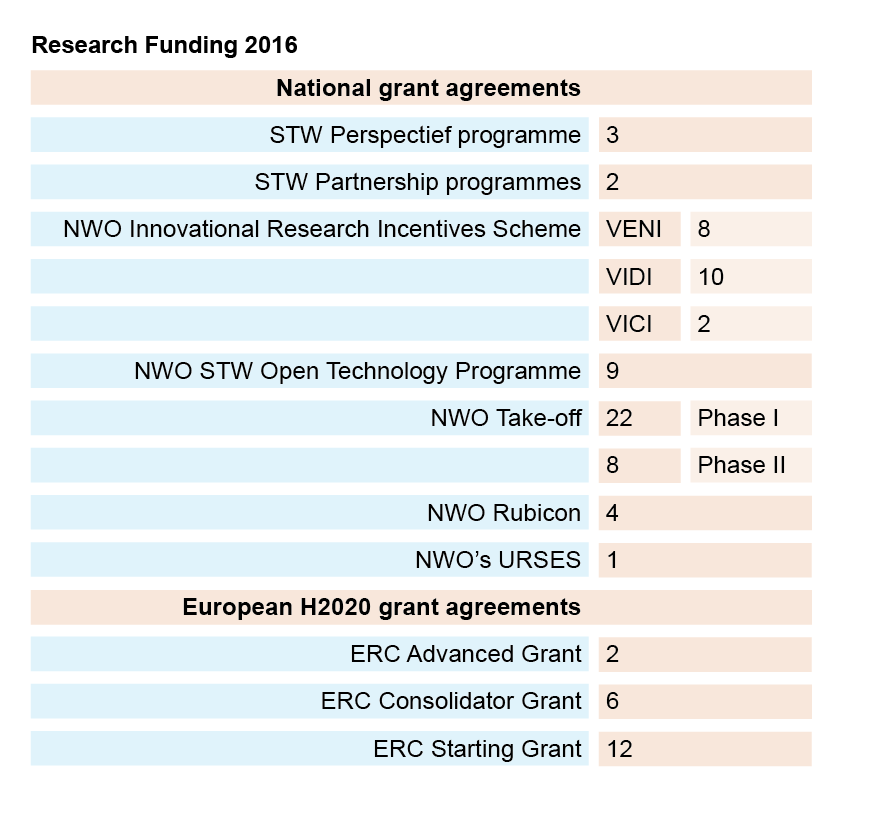 Research Funding 2016
National grant agreements
STW Perspectief programme 3
STW Partnership programmes 2
NWO Innovational Research Incentives Scheme VENI 8
VIDI 10
VICI 2
NWO STW Open Technology Programme 9
NWO Take-off 22 Phase I
8 Phase II
NWO Rubicon 4
NWO’s URSES 1
European H2020 grant agreements
ERC Advanced Grant 2
ERC Consolidator Grant 6
ERC Starting Grant 12